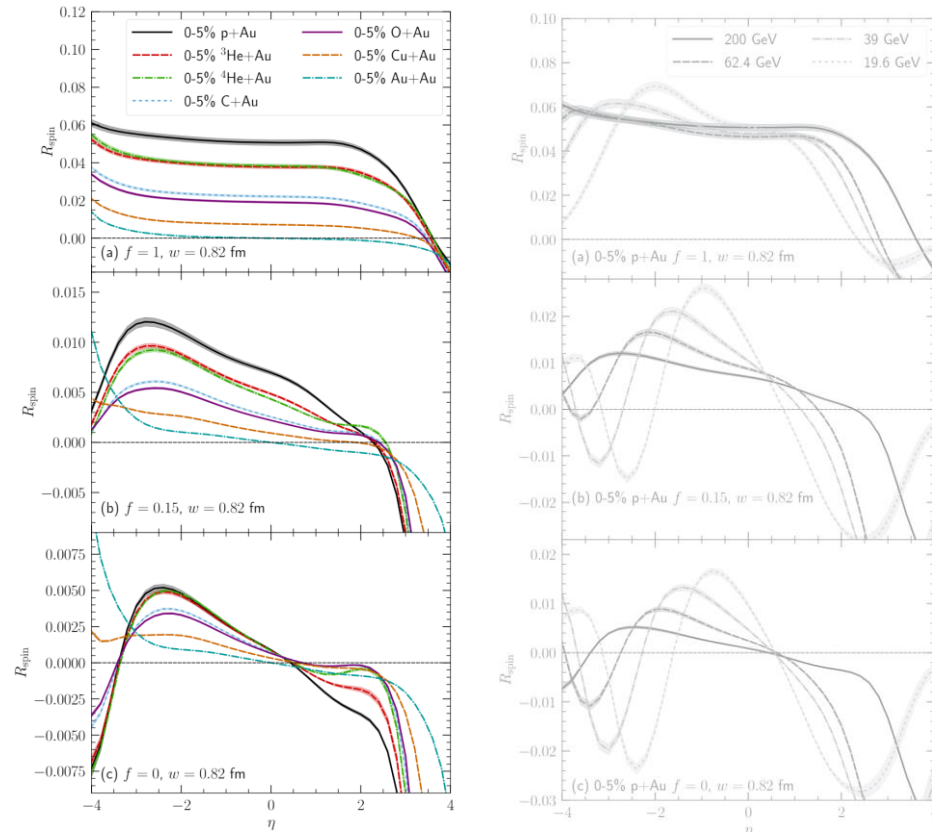 0.12
0.10
0.08
0.06
0.04
0.02
0.00
R_spin
0-5% p+Au
0-5% ³He+Au
0-5% ⁴He+Au
0-5% C+Au
0-5% O+Au
0-5% Cu+Au
0-5% Au+Au
(a) f = 1, w = 0.82 fm
0.015
0.010
0.005
0.000
−0.005
R_spin
(b) f = 0.15, w = 0.82 fm
0.0075
0.0050
0.0025
0.0000
−0.0025
−0.0050
−0.0075
R_spin
(c) f = 0, w = 0.82 fm
−4 −2 0 2 4
η
0.10
0.08
0.06
0.04
0.02
0.00
R_spin
200 GeV
62.4 GeV
39 GeV
19.6 GeV
(a) 0-5% p+Au f = 1, w = 0.82 fm
0.02
0.01
0.00
−0.01
−0.02
R_spin
(b) 0-5% p+Au f = 0.15, w = 0.82 fm
0.02
0.01
0.00
−0.01
−0.02
−0.03
R_spin
(c) 0-5% p+Au f = 0, w = 0.82 fm
−4 −2 0 2 4
η